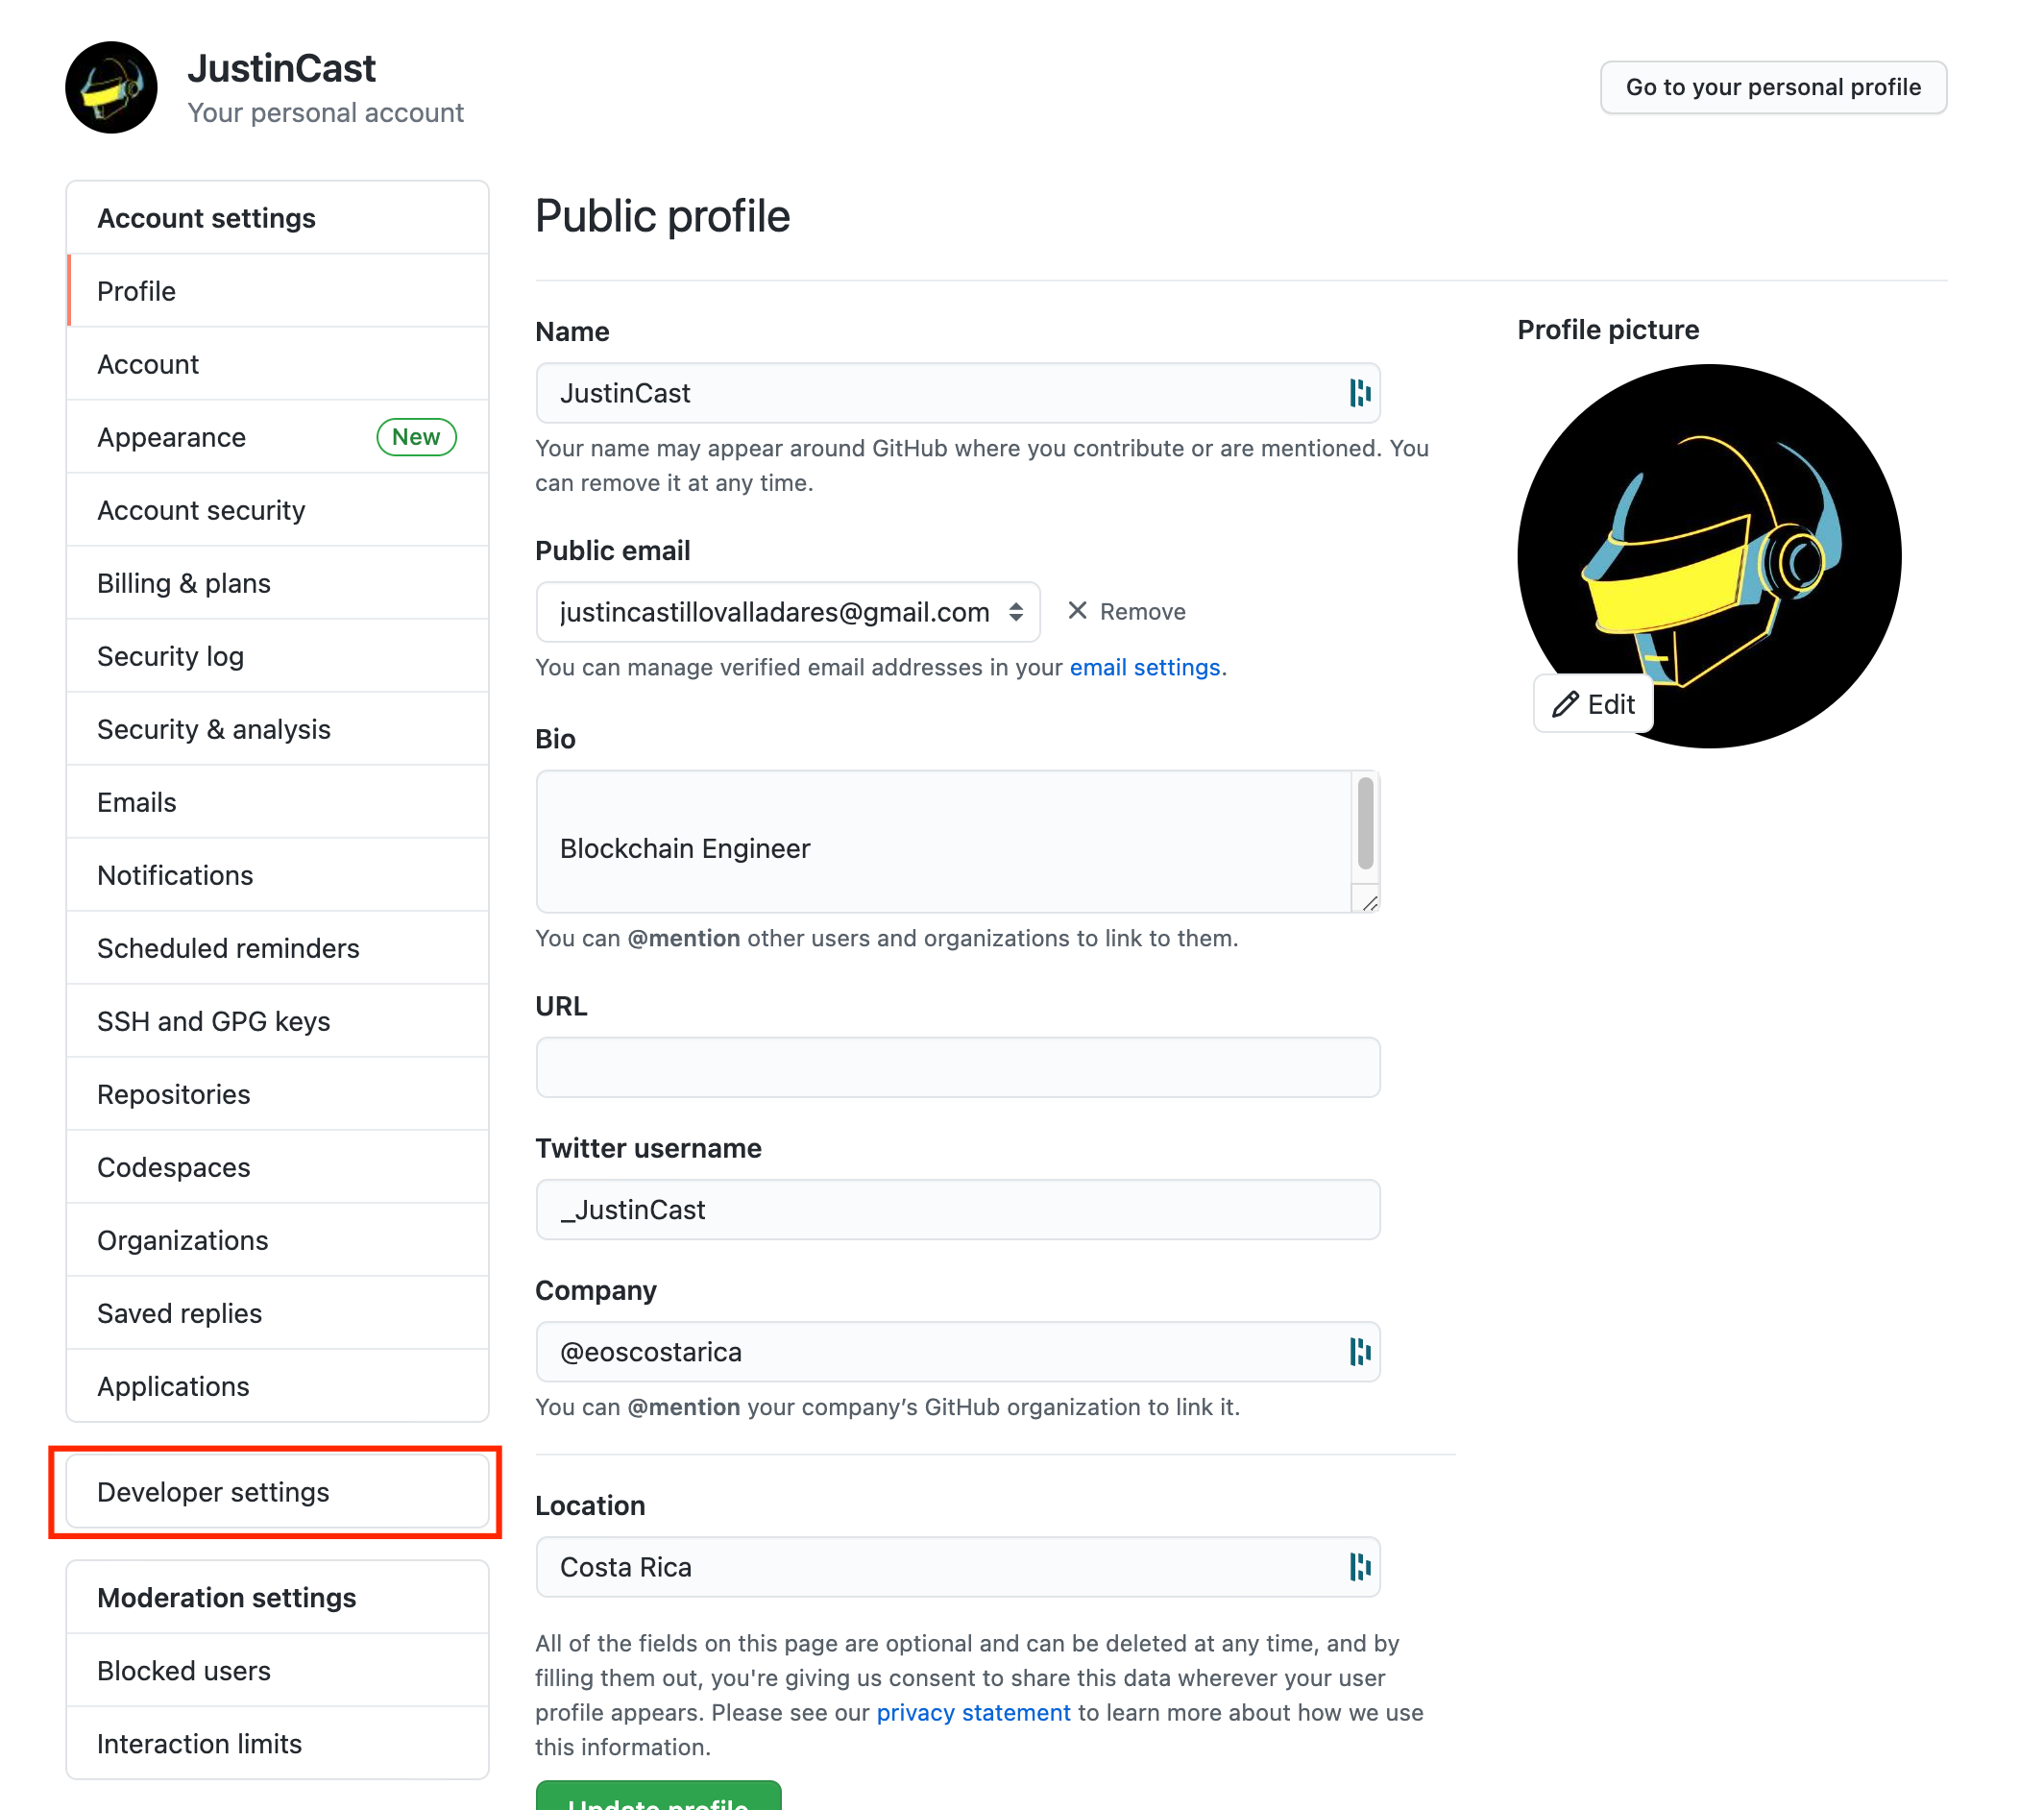 JustinCast
Your personal account
Go to your personal profile
Account settings
Profile
Account
Appearance
New
Account security
Billing & plans
Security log
Security & analysis
Emails
Notifications
Scheduled reminders
SSH and GPG keys
Repositories
Codespaces
Organizations
Saved replies
Applications
Developer settings
Moderation settings
Blocked users
Interaction limits
Public profile
Name
JustinCast
Your name may appear around GitHub where you contribute or are mentioned. You
can remove it at any time.
Public email
justincastillovalladares@gmail.com
Remove
You can manage verified email addresses in your email settings.
Bio
Blockchain Engineer
You can @mention other users and organizations to link to them.
URL
Twitter username
_JustinCast
Company
@eoscostarica
You can @mention your company’s GitHub organization to link it.
Location
Costa Rica
All of the fields on this page are optional and can be deleted at any time, and by
filling them out, you're giving us consent to share this data wherever your user
profile appears. Please see our privacy statement to learn more about how we use
this information.
Update profile
Profile picture
Edit